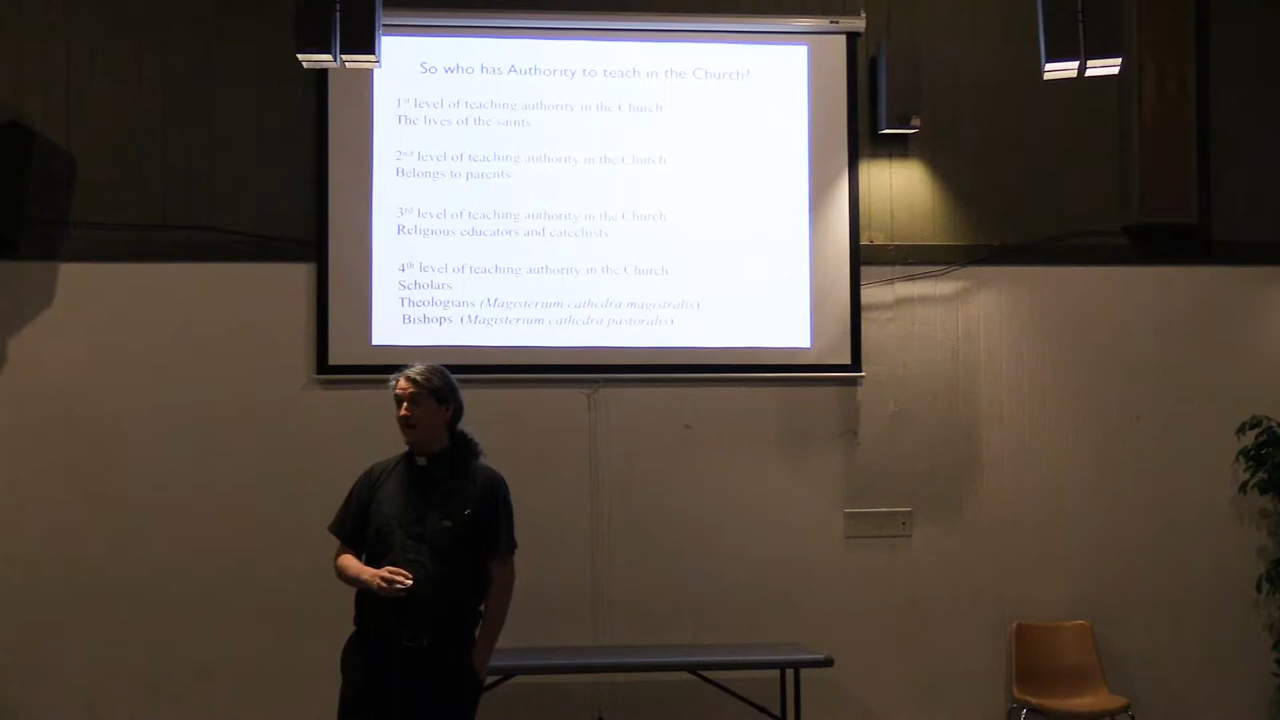 So who has Authority to teach in the Church?
1st level of teaching authority in the Church
The lives of the saints
2nd level of teaching authority in the Church
Belongs to parents
3rd level of teaching authority in the Church
Religious educators and catechists
4th level of teaching authority in the Church
Scholars
Theologians (Magisterium cathedra magistralis)
Bishops (Magisterium cathedra pastoralis)